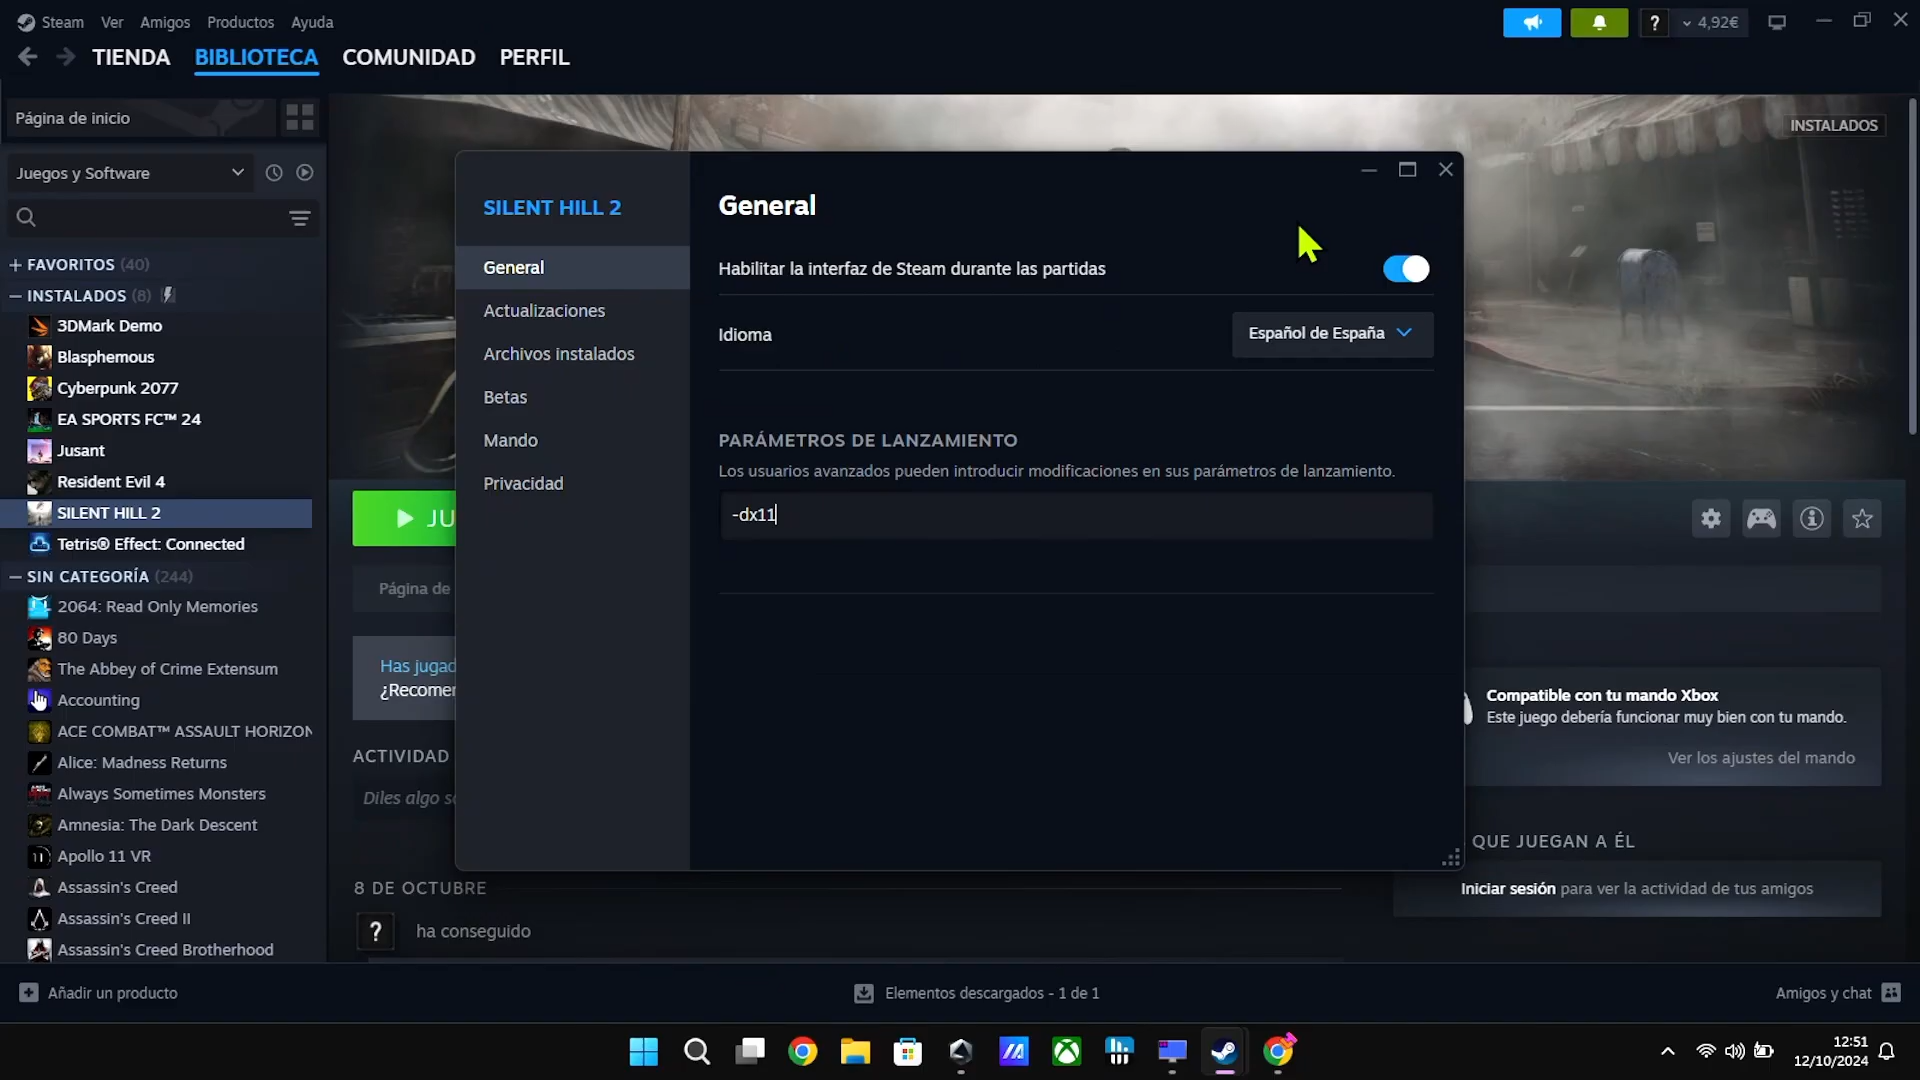 Steam Ver Amigos Productos Ayuda
? 4,92€
TIENDA BIBLIOTECA COMUNIDAD PERFIL
Página de inicio
INSTALADOS
Juegos y Software
FAVORITOS (40)
INSTALADOS (8)
3DMark Demo
Blasphemous
Cyberpunk 2077
EA SPORTS FC™ 24
Jusant
Resident Evil 4
SILENT HILL 2
Tetris® Effect: Connected
SIN CATEGORÍA (244)
2064: Read Only Memories
80 Days
The Abbey of Crime Extensum
Accounting
ACE COMBAT™ ASSAULT HORIZON
Alice: Madness Returns
Always Sometimes Monsters
Amnesia: The Dark Descent
Apollo 11 VR
Assassin's Creed
Assassin's Creed II
Assassin's Creed Brotherhood
SILENT HILL 2
General
Actualizaciones
Archivos instalados
Betas
Mando
Privacidad
General
Habilitar la interfaz de Steam durante las partidas
Idioma
Español de España
PARÁMETROS DE LANZAMIENTO
Los usuarios avanzados pueden introducir modificaciones en sus parámetros de lanzamiento.
-dx11
JU
Página de
Has jugad
¿Recomen
ACTIVIDAD
Diles algo s
8 DE OCTUBRE
? ha conseguido
Compatible con tu mando Xbox
Este juego debería funcionar muy bien con tu mando.
Ver los ajustes del mando
QUE JUEGAN A ÉL
Iniciar sesión para ver la actividad de tus amigos
Añadir un producto
Elementos descargados - 1 de 1
Amigos y chat
12:51
12/10/2024